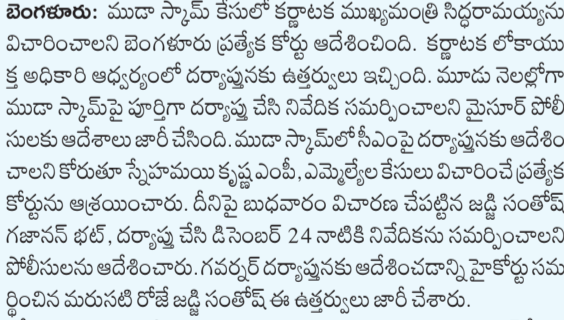 బెంగళూరు: ముడా స్కామ్ కేసులో కర్ణాటక ముఖ్యమంత్రి సిద్ధరామయ్యను
విచారించాలని బెంగళూరు ప్రత్యేక కోర్టు ఆదేశించింది. కర్ణాటక లోకాయు
క్త అధికారి ఆధ్వర్యంలో దర్యాప్తునకు ఉత్తర్వులు ఇచ్చింది. మూడు నెలల్లోగా
ముడా స్కామ్‌పై పూర్తిగా దర్యాప్తు చేసి నివేదిక సమర్పించాలని మైసూర్ పోలీ
సులకు ఆదేశాలు జారీ చేసింది. ముడా స్కామ్‌లో సీఎంపై దర్యాప్తునకు ఆదేశిం
చాలని కోరుతూ స్నేహమయి కృష్ణ ఎంపీ, ఎమ్మెల్యేల కేసులు విచారించే ప్రత్యేక
కోర్టును ఆశ్రయించారు. దీనిపై బుధవారం విచారణ చేపట్టిన జడ్జి సంతోష్
గజానన్ భట్, దర్యాప్తు చేసి డిసెంబర్ 24 నాటికి నివేదికను సమర్పించాలని
పోలీసులను ఆదేశించారు. గవర్నర్ దర్యాప్తునకు ఆదేశించడాన్ని హైకోర్టు సమ
ర్థించిన మరుసటి రోజే జడ్జి సంతోష్ ఈ ఉత్తర్వులు జారీ చేశారు.